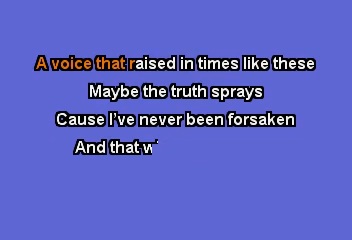 A voice that raised in times like these
Maybe the truth sprays
Cause I've never been forsaken
And that